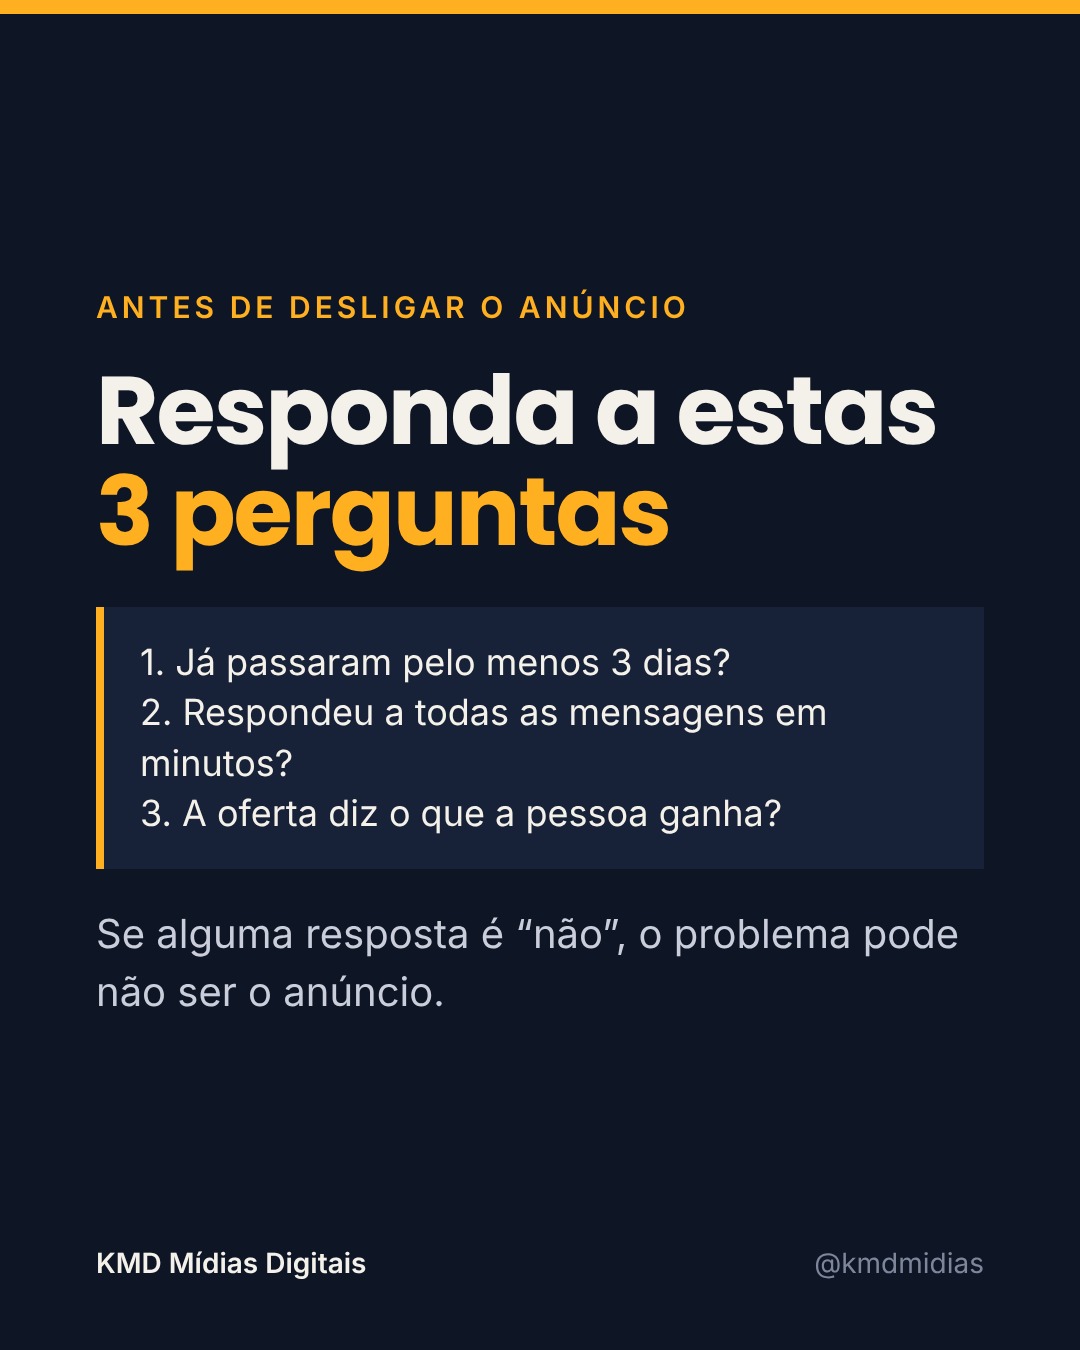 ANTES DE DESLIGAR O ANÚNCIO
Responda a estas
3 perguntas
1. Já passaram pelo menos 3 dias?
2. Respondeu a todas as mensagens em
minutos?
3. A oferta diz o que a pessoa ganha?
Se alguma resposta é “não”, o problema pode
não ser o anúncio.
KMD Mídias Digitais
@kmdmidias